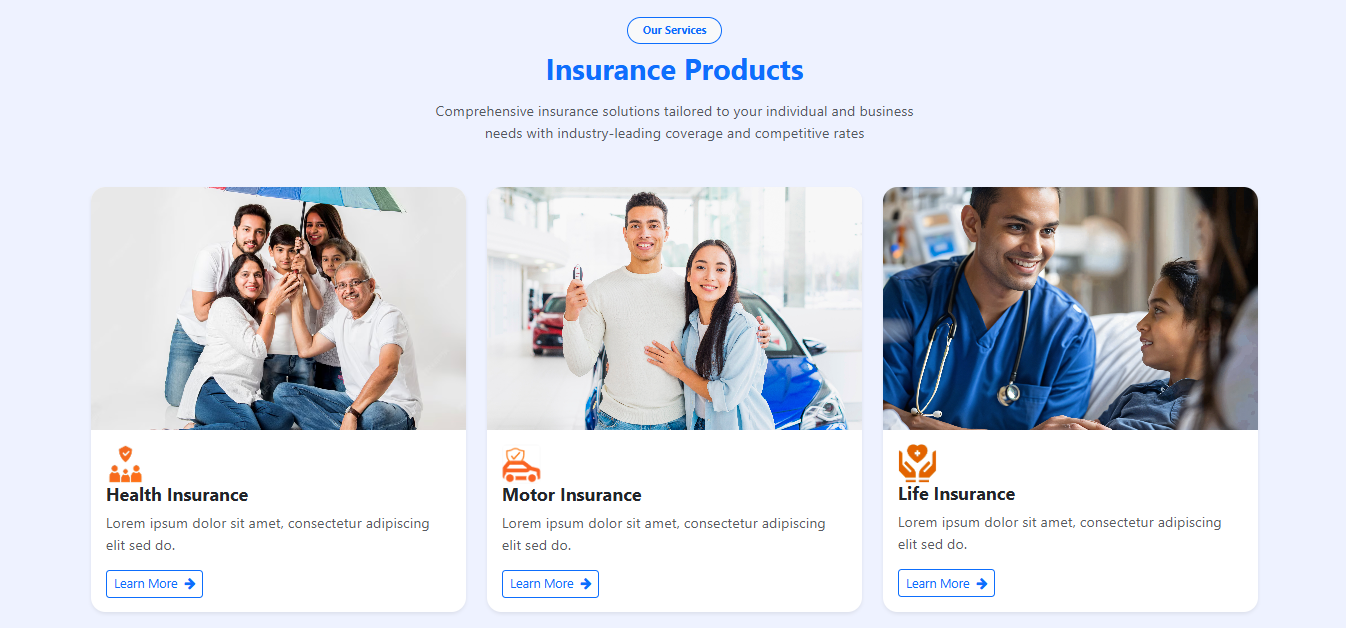 Our Services
Insurance Products
Comprehensive insurance solutions tailored to your individual and business
needs with industry-leading coverage and competitive rates
Health Insurance
Lorem ipsum dolor sit amet, consectetur adipiscing
elit sed do.
Learn More
Motor Insurance
Lorem ipsum dolor sit amet, consectetur adipiscing
elit sed do.
Learn More
Life Insurance
Lorem ipsum dolor sit amet, consectetur adipiscing
elit sed do.
Learn More